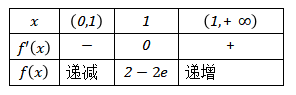 x (0,1) 1 (1,+ ∞)
f′(x) − 0 +
f(x) 递减 2 − 2e 递增